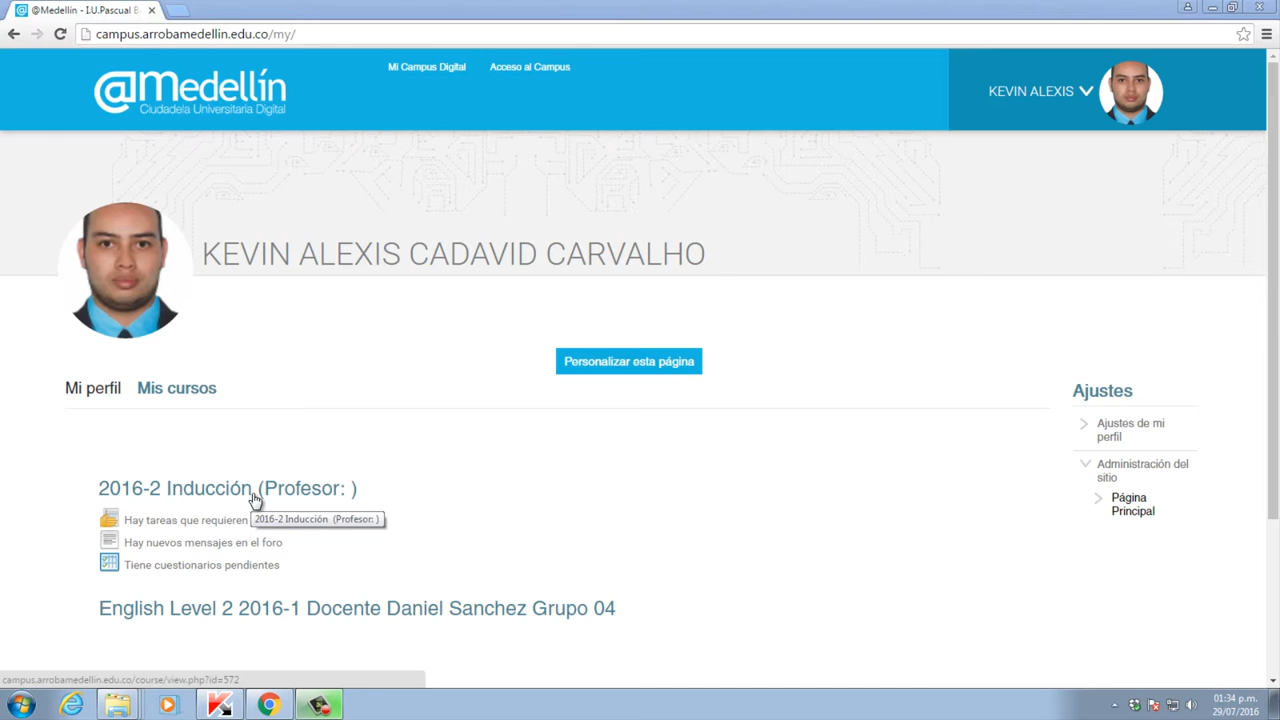 @Medellín - I.U.Pascual B
campus.arrobamedellin.edu.co/my/
@Medellín
Ciudadela Universitaria Digital
Mi Campus Digital
Acceso al Campus
KEVIN ALEXIS
KEVIN ALEXIS CADAVID CARVALHO
Personalizar esta página
Mi perfil
Mis cursos
Ajustes
Ajustes de mi
perfil
Administración del
sitio
Página
Principal
2016-2 Inducción (Profesor: )
Hay tareas que requieren
2016-2 Inducción (Profesor: )
Hay nuevos mensajes en el foro
Tiene cuestionarios pendientes
English Level 2 2016-1 Docente Daniel Sanchez Grupo 04
campus.arrobamedellin.edu.co/course/view.php?id=572
01:34 p.m.
29/07/2016